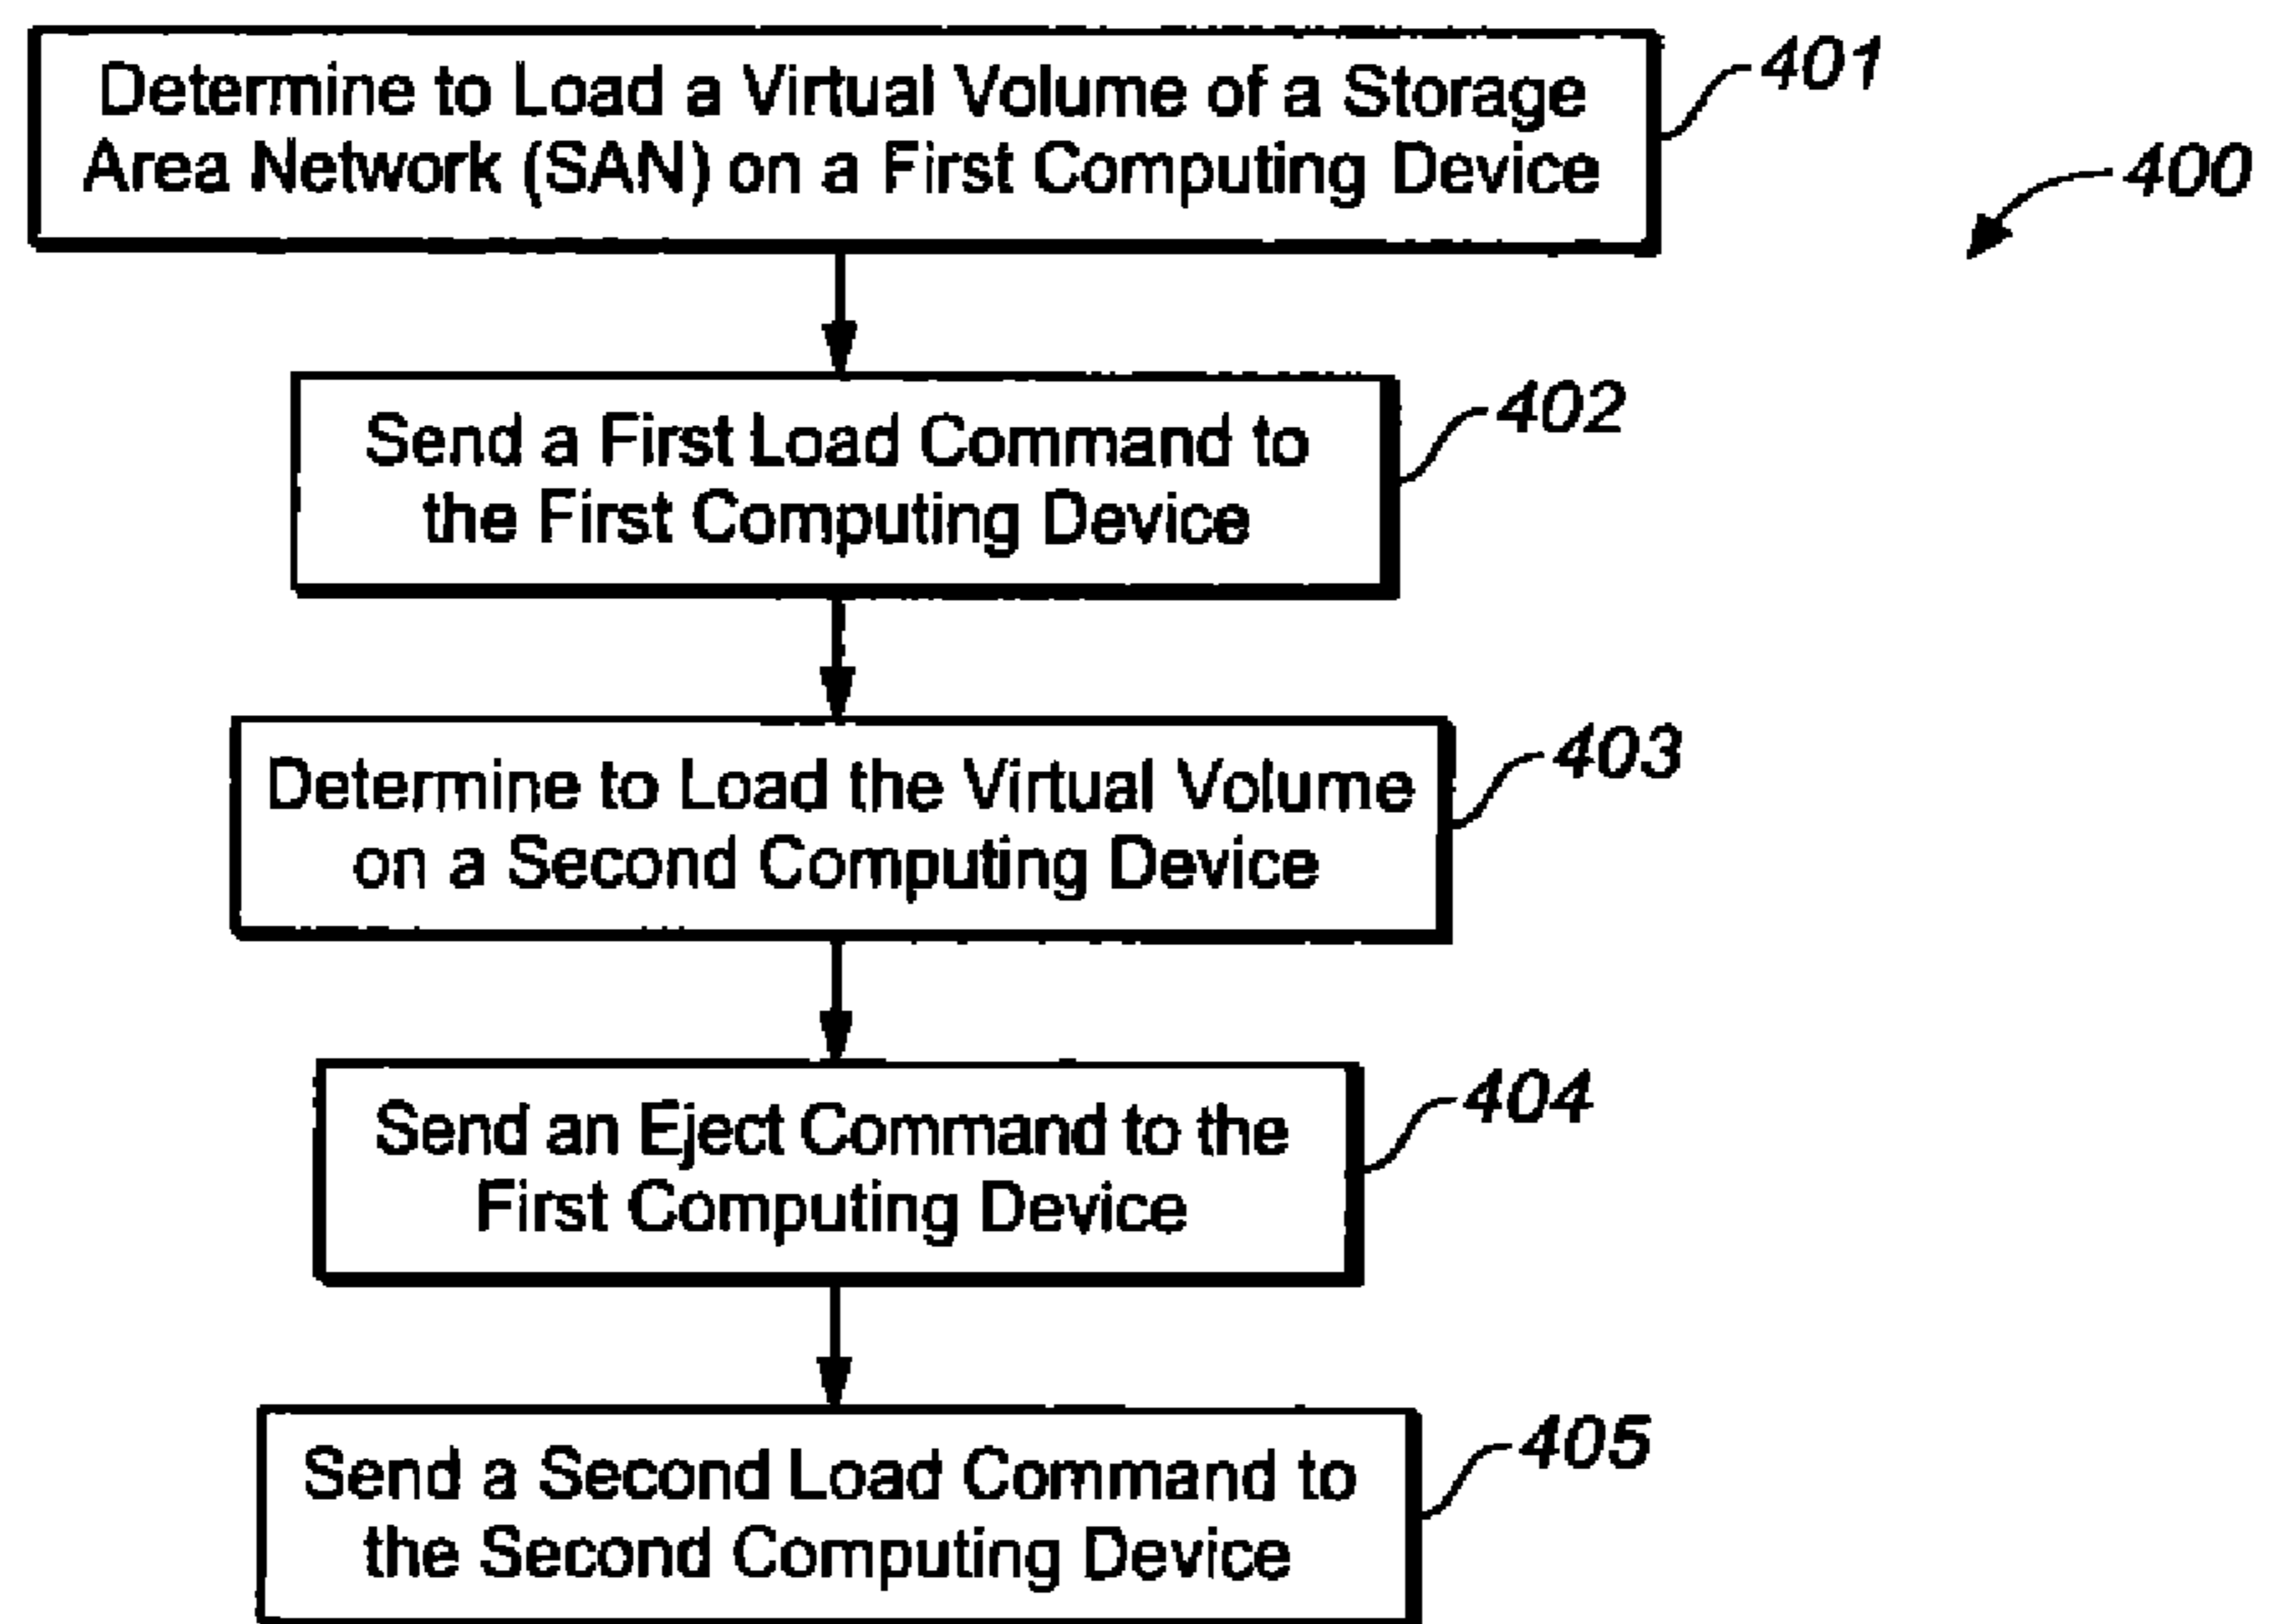 Determine to Load a Virtual Volume of a Storage
Area Network (SAN) on a First Computing Device
401
400
Send a First Load Command to
the First Computing Device
402
Determine to Load the Virtual Volume
on a Second Computing Device
403
Send an Eject Command to the
First Computing Device
404
Send a Second Load Command to
the Second Computing Device
405